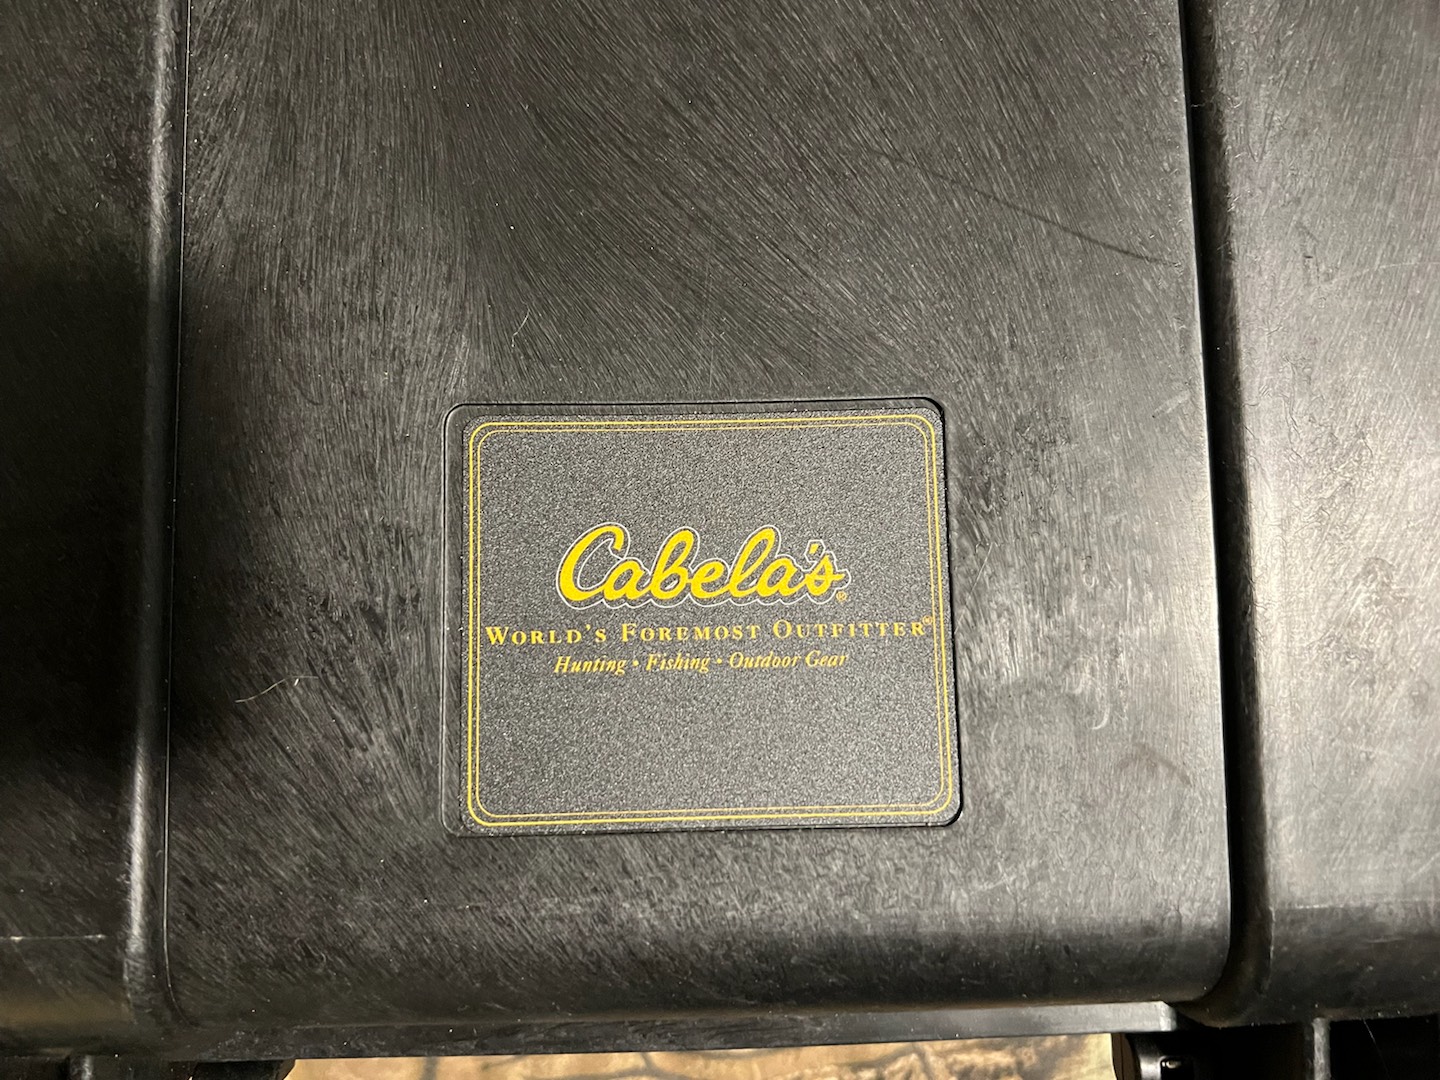 Cabela's®
WORLD'S FOREMOST OUTFITTER®
Hunting • Fishing • Outdoor Gear